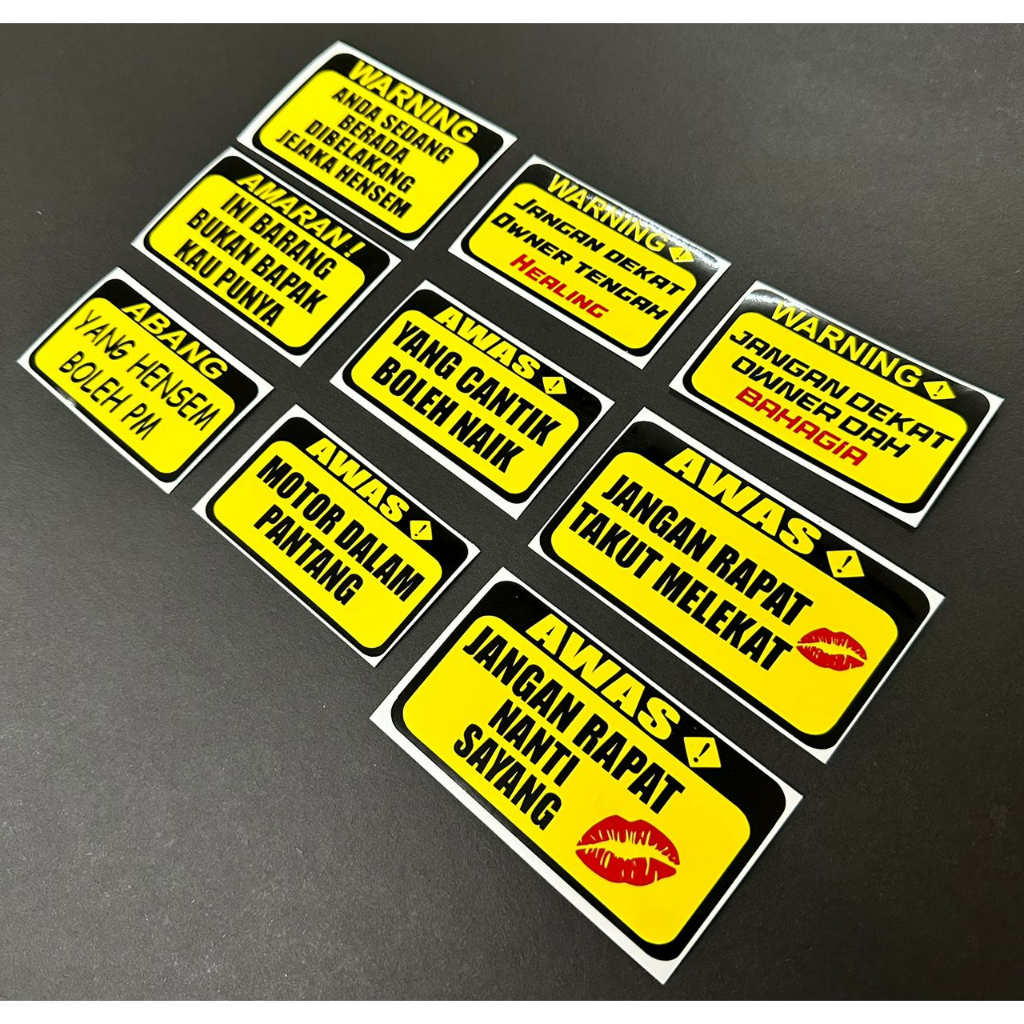 WARNING
ANDA SEDANG
BERADA
DIBELAKANG
JEJAKA HENSEM
AMARAN!
INI BARANG
BUKAN BAPAK
KAU PUNYA
ABANG
YANG HENSEM
BOLEH PM
WARNING !
JANGAN DEKAT
OWNER TENGAH
HEALING
AWAS !
YANG CANTIK
BOLEH NAIK
AWAS !
MOTOR DALAM
PANTANG
WARNING !
JANGAN DEKAT
OWNER DAH
BAHAGIA
AWAS !
JANGAN RAPAT
TAKUT MELEKAT
AWAS !
JANGAN RAPAT
NANTI
SAYANG